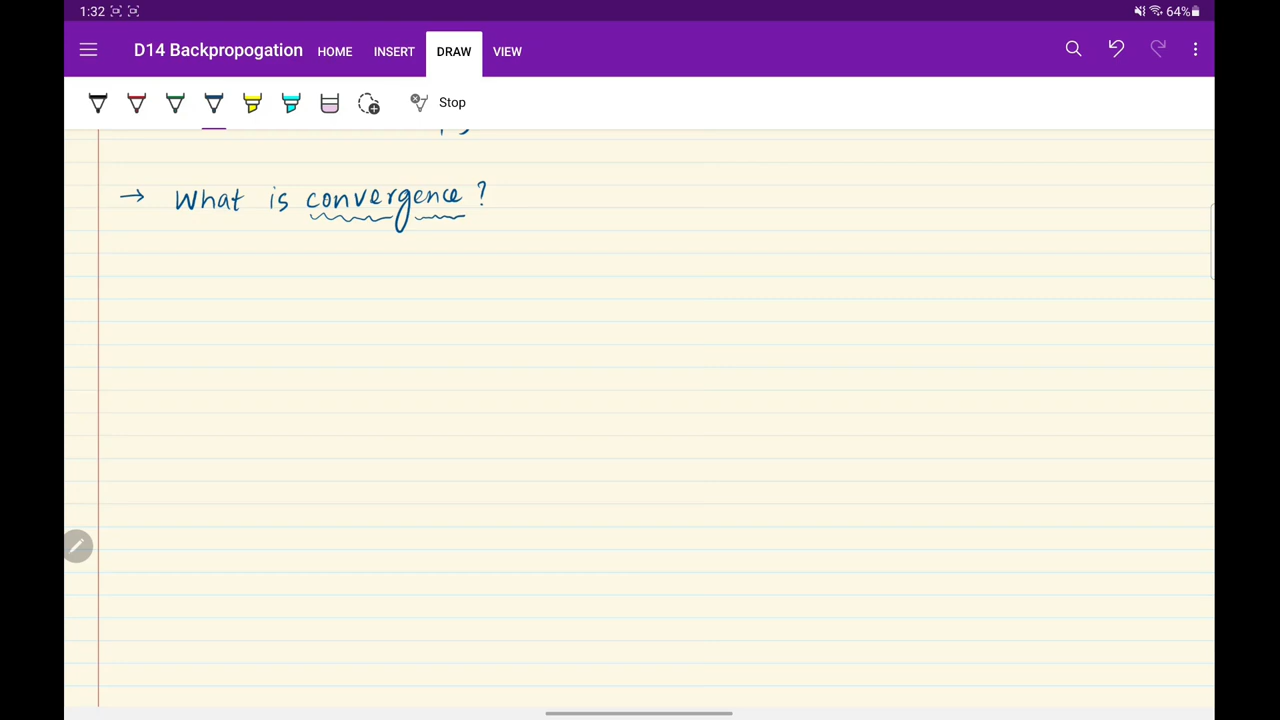 1:32 64%
D14 Backpropogation HOME INSERT DRAW VIEW
Stop
→ What is convergence?